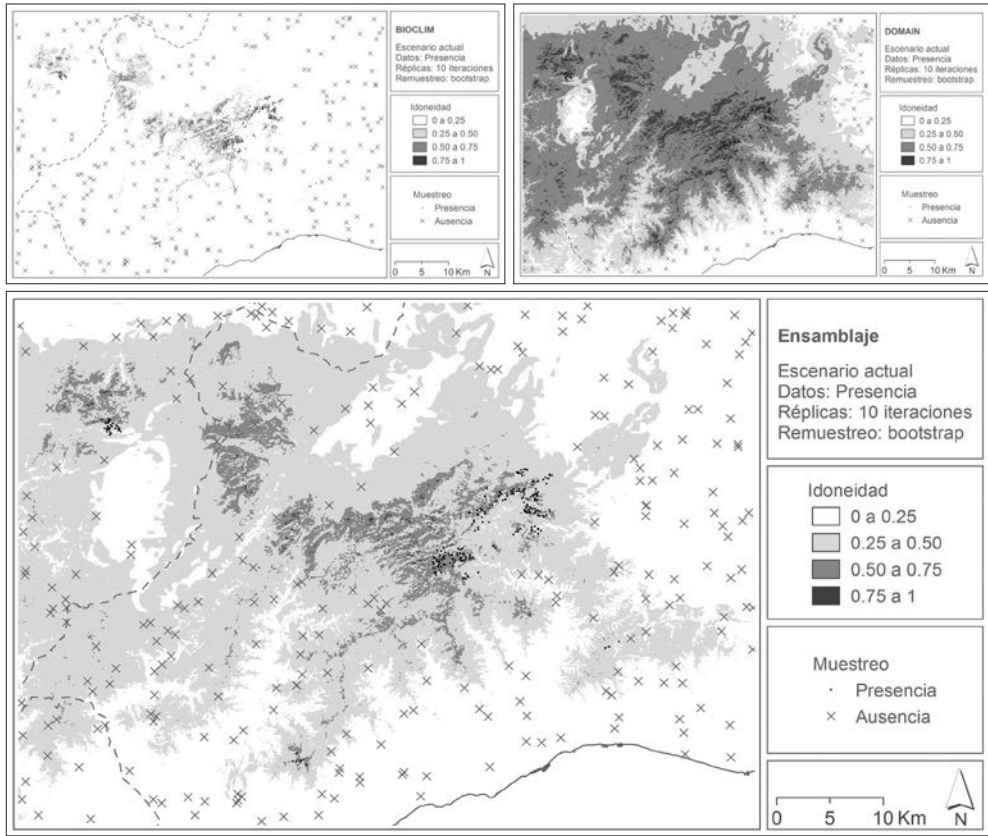 BIOCLIM
Escenario actual
Datos: Presencia
Réplicas: 10 iteraciones
Remuestreo: bootstrap
Idoneidad
0 a 0.25
0.25 a 0.50
0.50 a 0.75
0.75 a 1
Muestreo
Presencia
× Ausencia
0 5 10 Km
N
DOMAIN
Escenario actual
Datos: Presencia
Réplicas: 10 iteraciones
Remuestreo: bootstrap
Idoneidad
0 a 0.25
0.25 a 0.50
0.50 a 0.75
0.75 a 1
Muestreo
Presencia
× Ausencia
0 5 10 Km
N
Ensamblaje
Escenario actual
Datos: Presencia
Réplicas: 10 iteraciones
Remuestreo: bootstrap
Idoneidad
0 a 0.25
0.25 a 0.50
0.50 a 0.75
0.75 a 1
Muestreo
Presencia
× Ausencia
0 5 10 Km
N